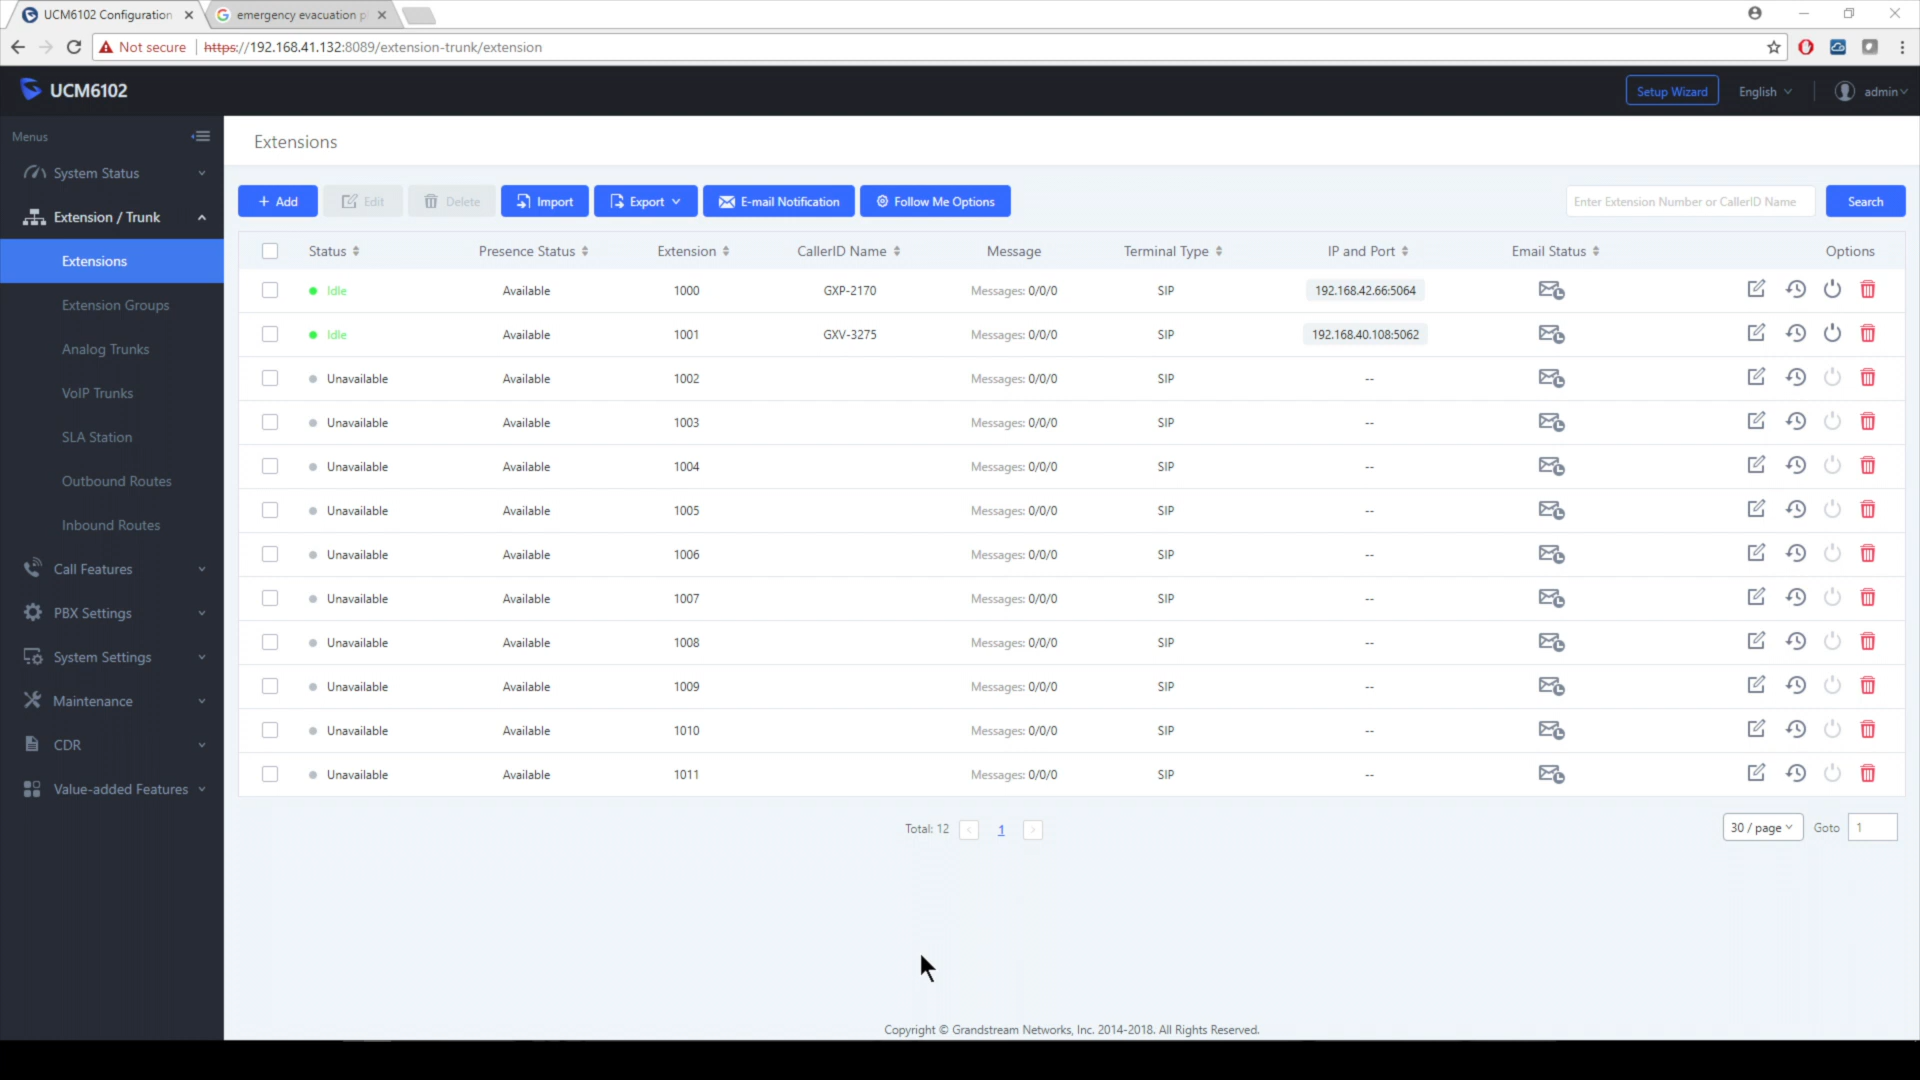 UCM6102 Configuration
emergency evacuation p
Not secure https://192.168.41.132:8089/extension-trunk/extension
UCM6102
Setup Wizard English admin
Menus
System Status
Extension / Trunk
Extensions
Extension Groups
Analog Trunks
VoIP Trunks
SLA Station
Outbound Routes
Inbound Routes
Call Features
PBX Settings
System Settings
Maintenance
CDR
Value-added Features
Extensions
+ Add Edit Delete Import Export E-mail Notification Follow Me Options Enter Extension Number or CallerID Name Search
Status Presence Status Extension CallerID Name Message Terminal Type IP and Port Email Status Options
Idle Available 1000 GXP-2170 Messages: 0/0/0 SIP 192.168.42.66:5064
Idle Available 1001 GXV-3275 Messages: 0/0/0 SIP 192.168.40.108:5062
Unavailable Available 1002 Messages: 0/0/0 SIP --
Unavailable Available 1003 Messages: 0/0/0 SIP --
Unavailable Available 1004 Messages: 0/0/0 SIP --
Unavailable Available 1005 Messages: 0/0/0 SIP --
Unavailable Available 1006 Messages: 0/0/0 SIP --
Unavailable Available 1007 Messages: 0/0/0 SIP --
Unavailable Available 1008 Messages: 0/0/0 SIP --
Unavailable Available 1009 Messages: 0/0/0 SIP --
Unavailable Available 1010 Messages: 0/0/0 SIP --
Unavailable Available 1011 Messages: 0/0/0 SIP --
Total: 12 < 1 > 30 / page Goto 1
Copyright © Grandstream Networks, Inc. 2014-2018. All Rights Reserved.